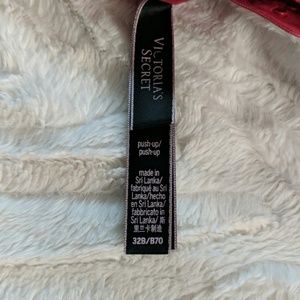 VICTORIA'S
SECRET
push-up/
push-up
made in
Sri Lanka/
fabriqué au Sri
Lanka/hecho
en Sri Lanka/
fabbricato in
Sri Lanka/ 斯
里兰卡制造
32B/B70